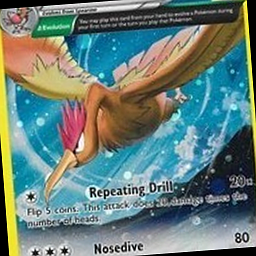 Evolves from Spearow
Δ Evolution
You may play this card from your hand to evolve a Pokémon during
your first turn or the turn you play that Pokémon.
Repeating Drill 20×
Flip 5 coins. This attack does 20 damage times the
number of heads.
Nosedive 80